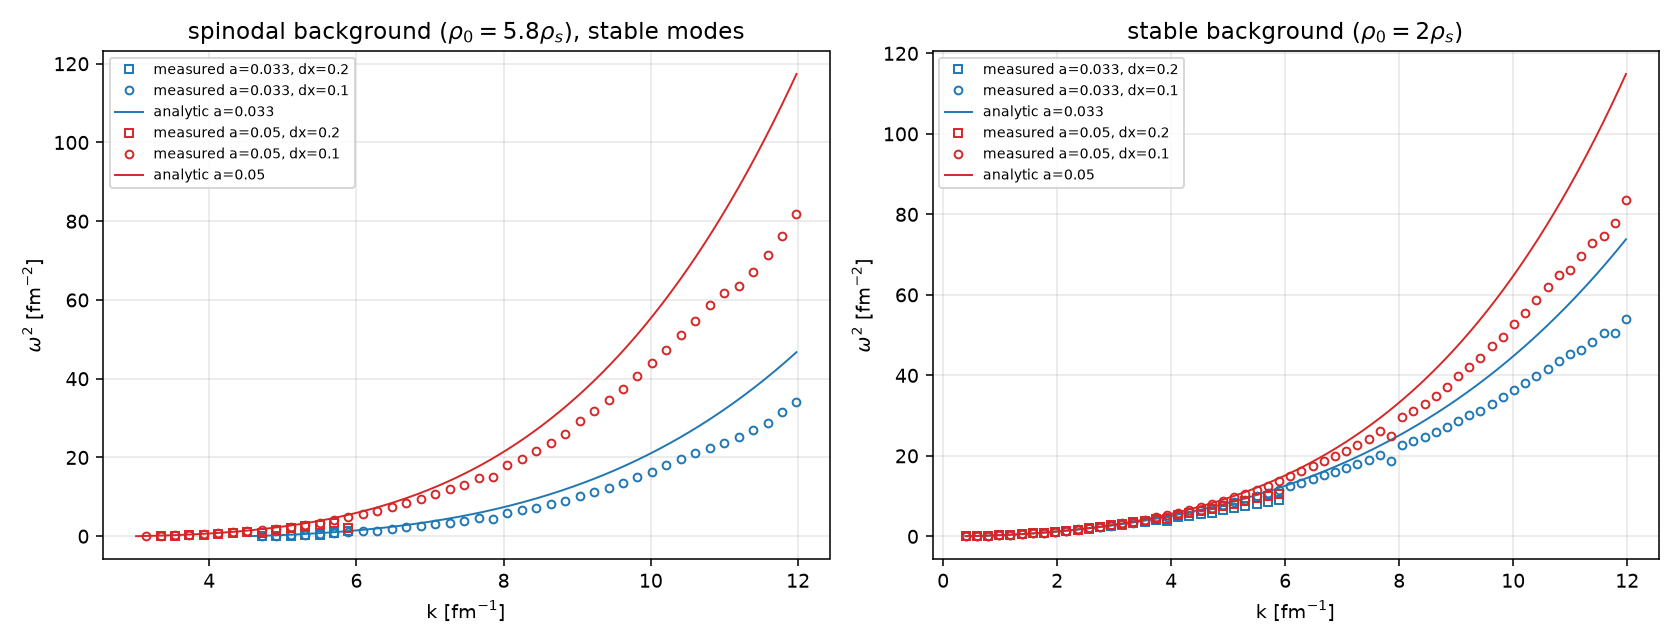 spinodal background (ρ₀ = 5.8ρₛ), stable modes
measured a=0.033, dx=0.2
measured a=0.033, dx=0.1
analytic a=0.033
measured a=0.05, dx=0.2
measured a=0.05, dx=0.1
analytic a=0.05
120
100
80
60
40
20
0
ω² [fm⁻²]
4
6
8
10
12
k [fm⁻¹]
stable background (ρ₀ = 2ρₛ)
measured a=0.033, dx=0.2
measured a=0.033, dx=0.1
analytic a=0.033
measured a=0.05, dx=0.2
measured a=0.05, dx=0.1
analytic a=0.05
120
100
80
60
40
20
0
ω² [fm⁻²]
0
2
4
6
8
10
12
k [fm⁻¹]